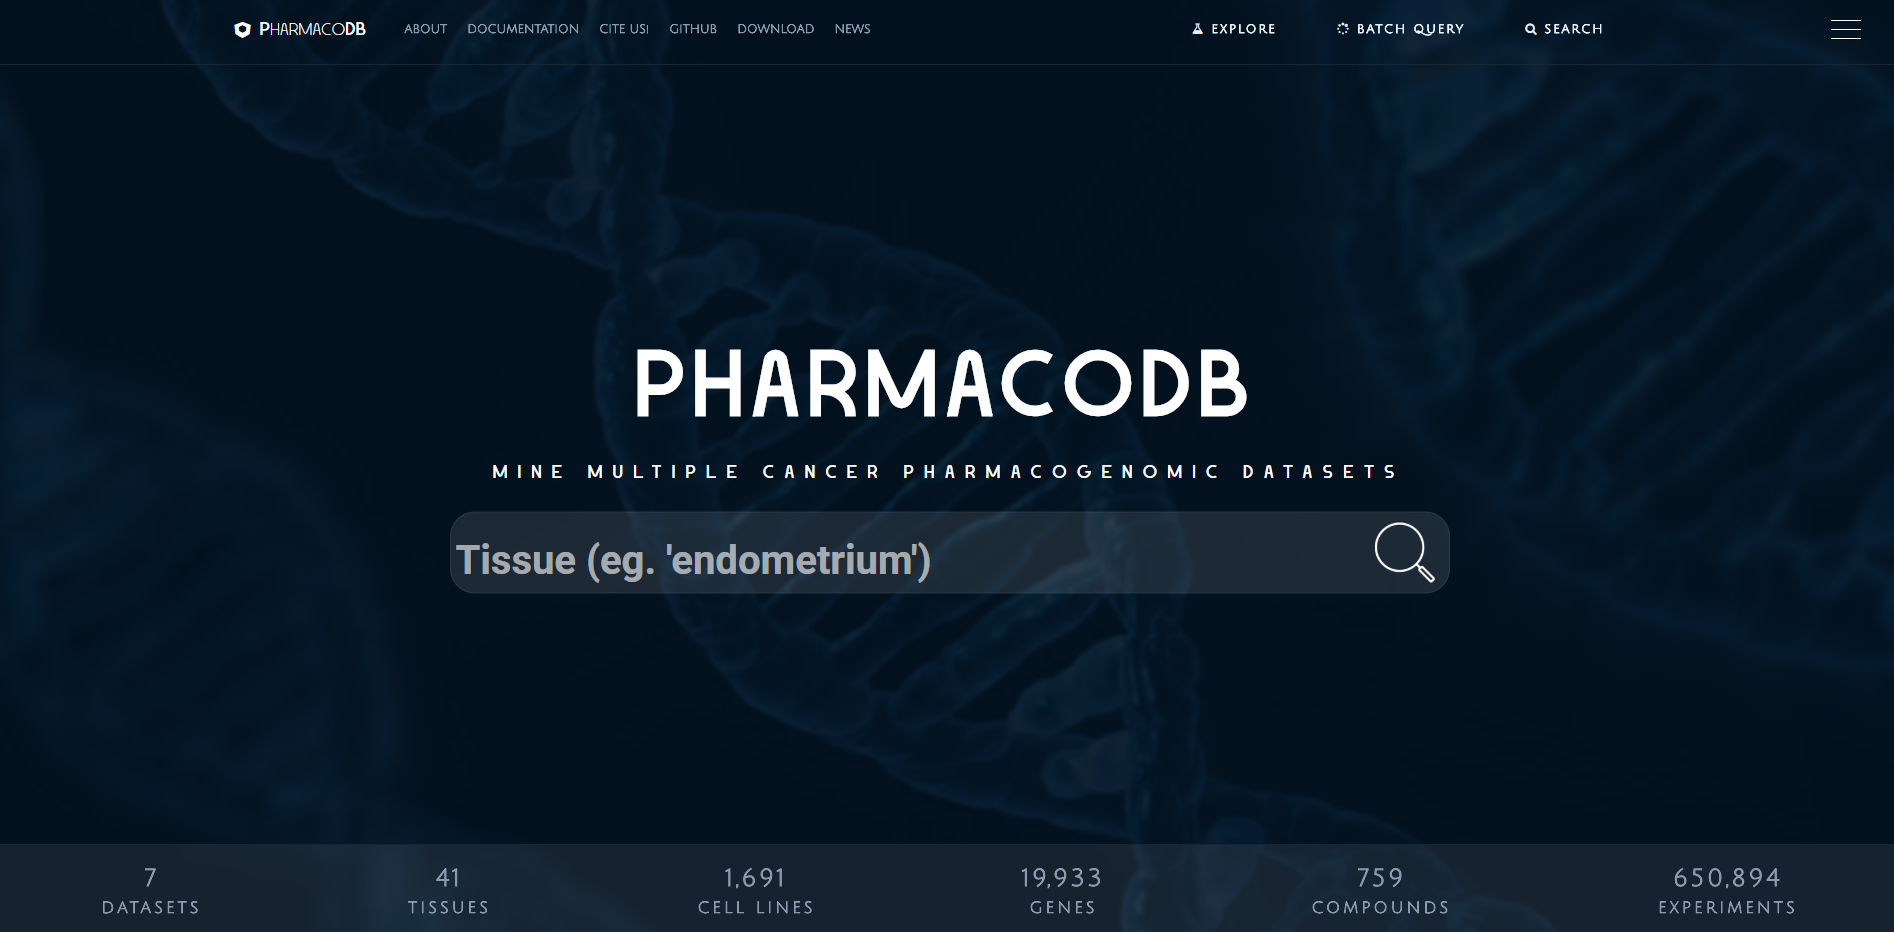 PHARMACODB ABOUT DOCUMENTATION CITE US! GITHUB DOWNLOAD NEWS EXPLORE BATCH QUERY SEARCH
PHARMACODB
MINE MULTIPLE CANCER PHARMACOGENOMIC DATASETS
Tissue (eg. 'endometrium')
7 41 1,691 19,933 759 650,894
DATASETS TISSUES CELL LINES GENES COMPOUNDS EXPERIMENTS